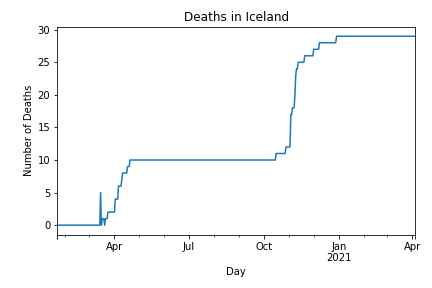 Deaths in Iceland
30
25
20
15
10
5
0
Number of Deaths
Apr
Jul
Oct
Jan
2021
Apr
Day